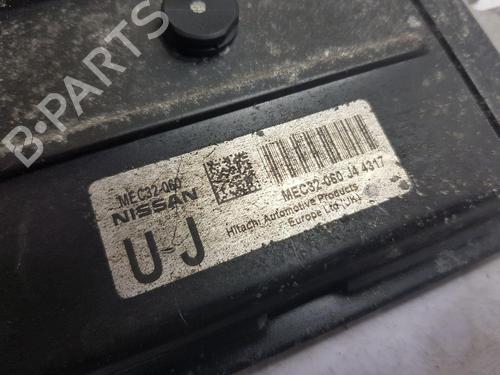 B-PARTS
MEC32-060
NISSAN
U-J
MEC32-060 J4 4317
Hitachi Automotive Products
Europe Ltd (UK)